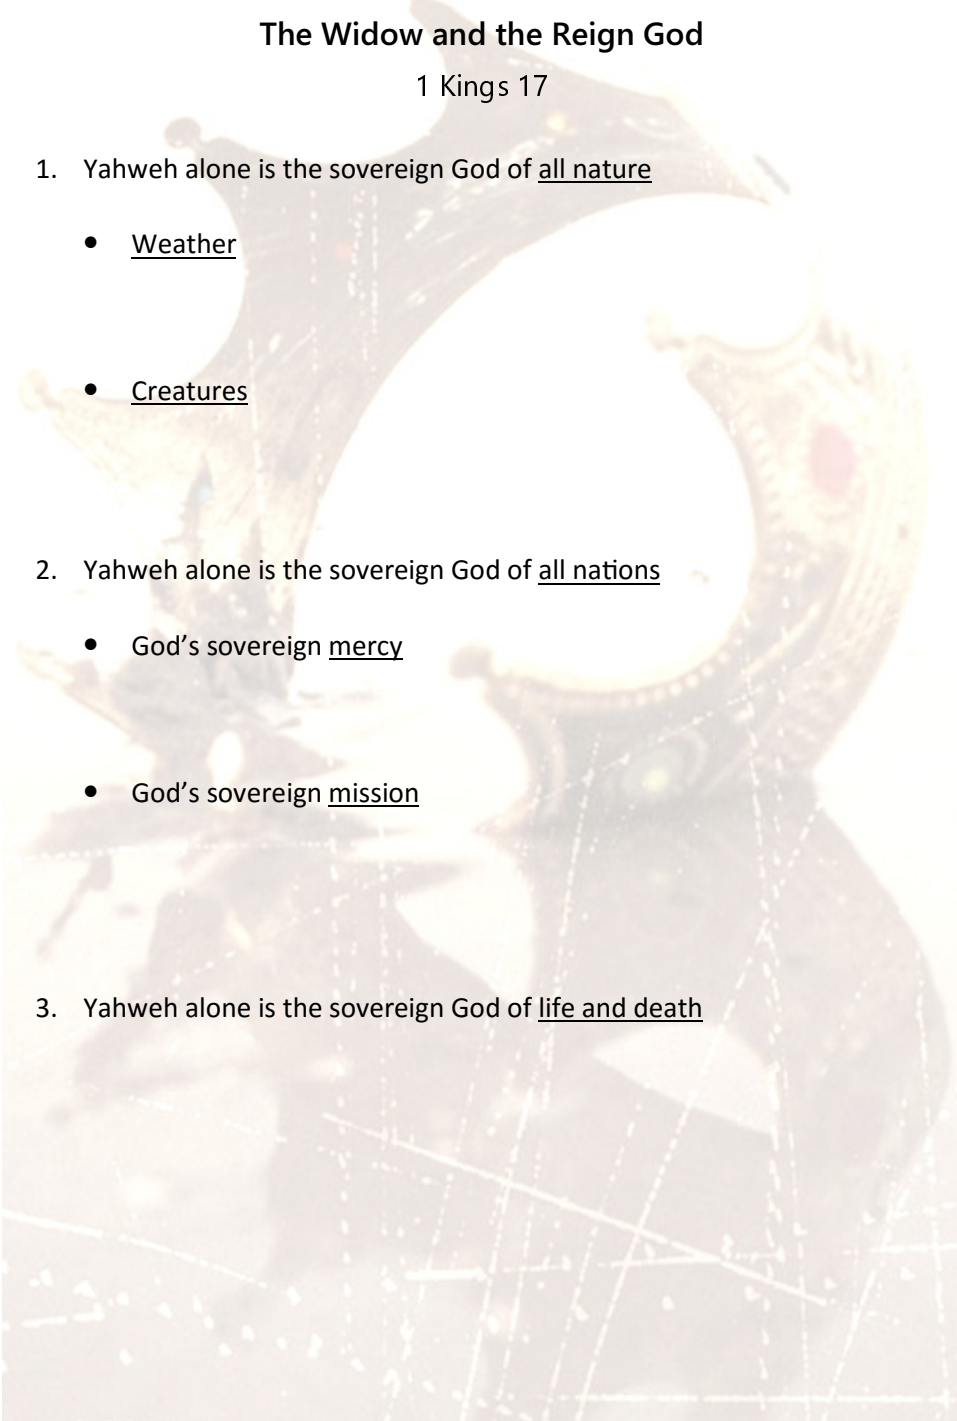 The Widow and the Reign God
1 Kings 17
1. Yahweh alone is the sovereign God of all nature
• Weather
• Creatures
2. Yahweh alone is the sovereign God of all nations
• God’s sovereign mercy
• God’s sovereign mission
3. Yahweh alone is the sovereign God of life and death